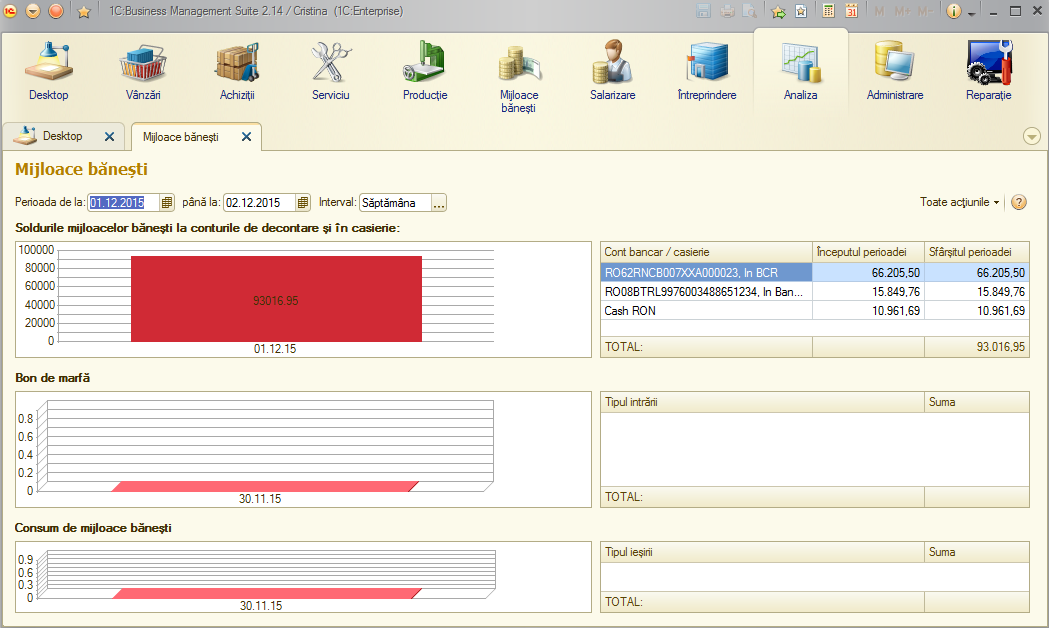 1C:Business Management Suite 2.14 / Cristina (1C:Enterprise)
31 M M+ M-
Desktop
Vânzări
Achiziții
Serviciu
Producție
Mijloace bănești
Salarizare
Întreprindere
Analiza
Administrare
Reparație
Desktop
Mijloace bănești
Mijloace bănești
Perioada de la: 01.12.2015 până la: 02.12.2015 Interval: Săptămâna ...
Toate acțiunile ?
Soldurile mijloacelor bănești la conturile de decontare și în casierie:
100000
80000
60000
40000
20000
0
93016.95
01.12.15
Cont bancar / casierie Începutul perioadei Sfârșitul perioadei
RO62RNCB007XXA000023, In BCR 66.205,50 66.205,50
RO08BTRL9976003488651234, In Ban... 15.849,76 15.849,76
Cash RON 10.961,69 10.961,69
TOTAL: 93.016,95
Bon de marfă
0.8
0.6
0.4
0.2
0
30.11.15
Tipul intrării Suma
TOTAL:
Consum de mijloace bănești
0.9
0.6
0.3
0
30.11.15
Tipul ieșirii Suma
TOTAL: